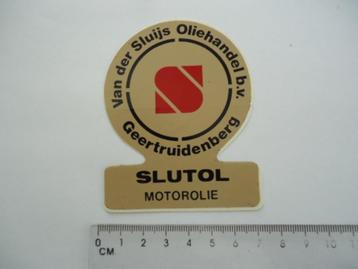 Van der Sluijs Oliehandel b.v.
Geertruidenberg
SLUTOL
MOTOROLIE
0 1 2 3 4 5 6 7 8 9 10 11
CM